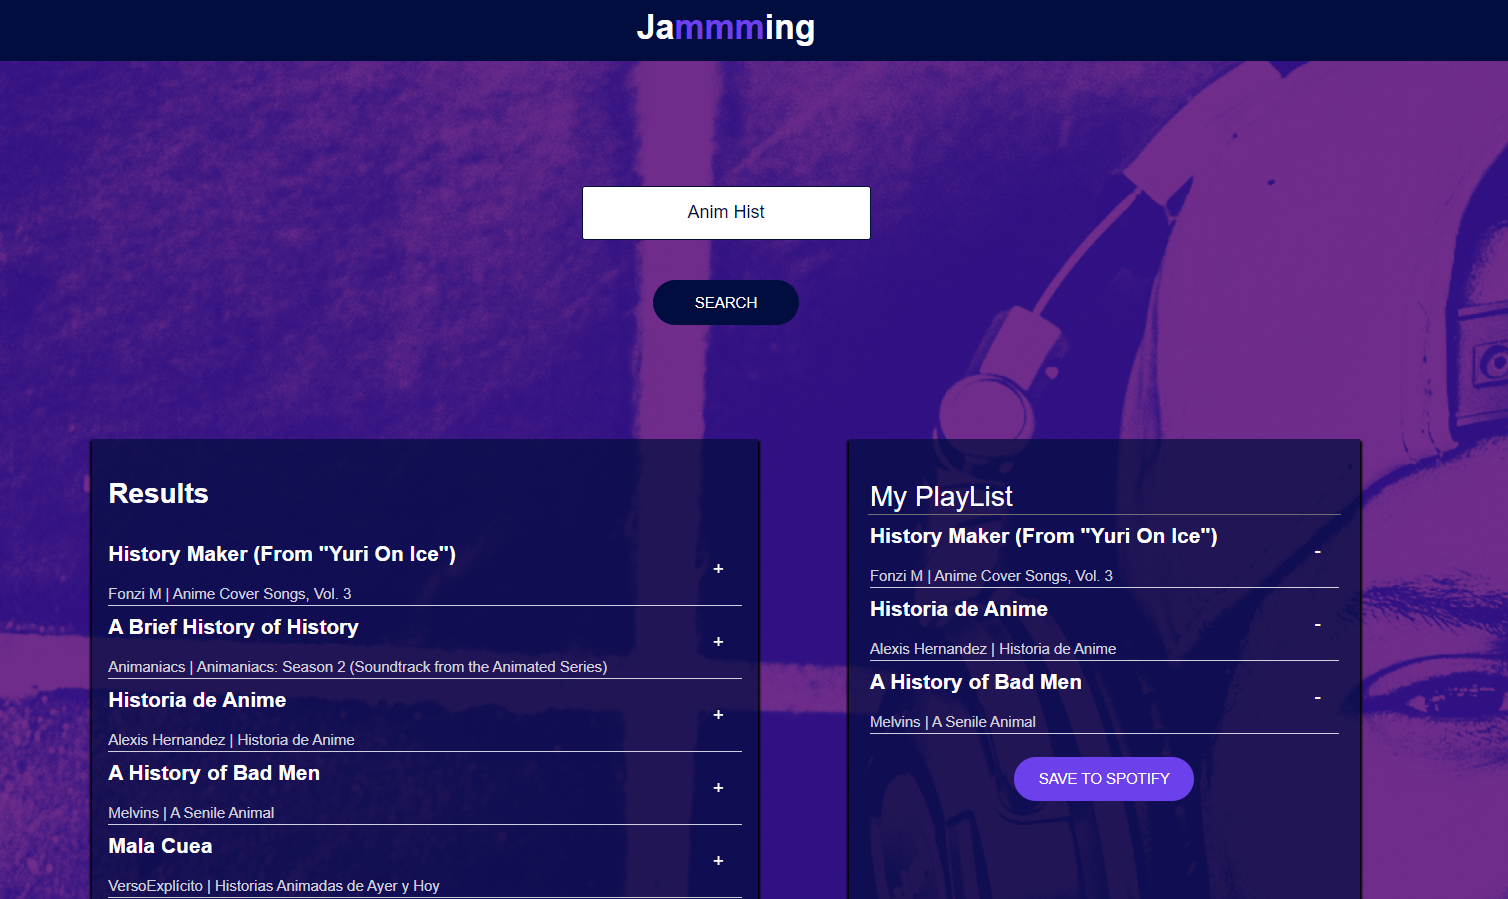 Jammming
Anim Hist
SEARCH
Results
History Maker (From "Yuri On Ice")
+
Fonzi M | Anime Cover Songs, Vol. 3
A Brief History of History
+
Animaniacs | Animaniacs: Season 2 (Soundtrack from the Animated Series)
Historia de Anime
+
Alexis Hernandez | Historia de Anime
A History of Bad Men
+
Melvins | A Senile Animal
Mala Cuea
+
VersoExplícito | Historias Animadas de Ayer y Hoy
My PlayList
History Maker (From "Yuri On Ice")
-
Fonzi M | Anime Cover Songs, Vol. 3
Historia de Anime
-
Alexis Hernandez | Historia de Anime
A History of Bad Men
-
Melvins | A Senile Animal
SAVE TO SPOTIFY